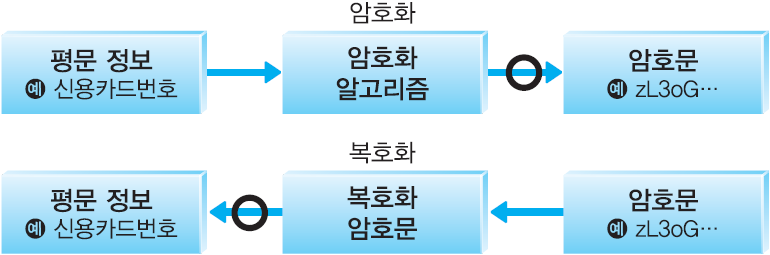 암호화
평문 정보
예 신용카드번호
암호화
알고리즘
암호문
예 zL3oG···
복호화
평문 정보
예 신용카드번호
복호화
암호문
암호문
예 zL3oG···